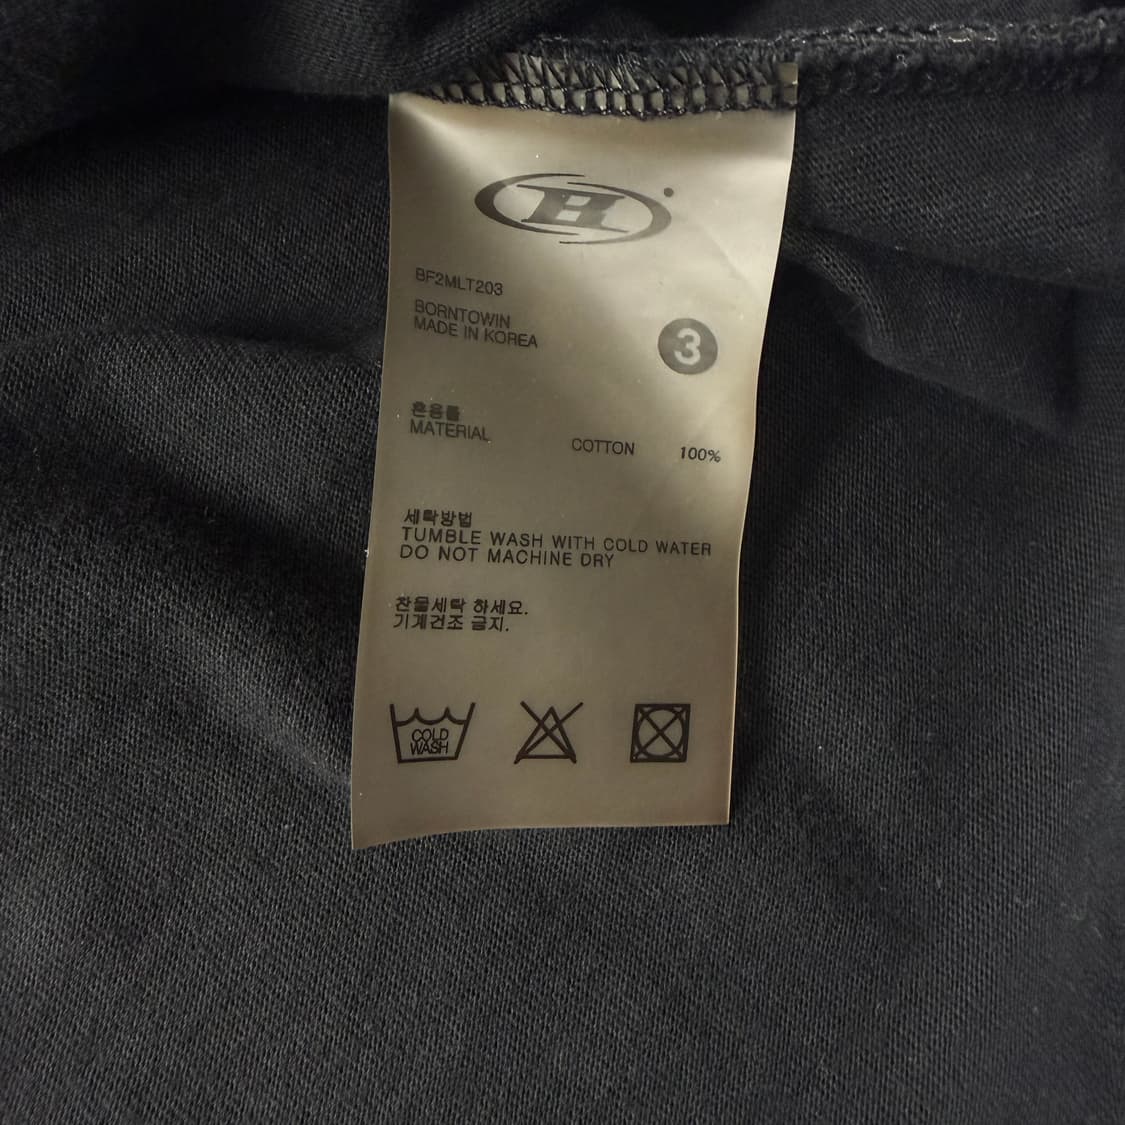 H
BF2MLT203
BORNTOWIN
MADE IN KOREA
3
혼용률
MATERIAL COTTON 100%
세탁방법
TUMBLE WASH WITH COLD WATER
DO NOT MACHINE DRY
찬물세탁 하세요.
기계건조 금지.
COLD
WASH